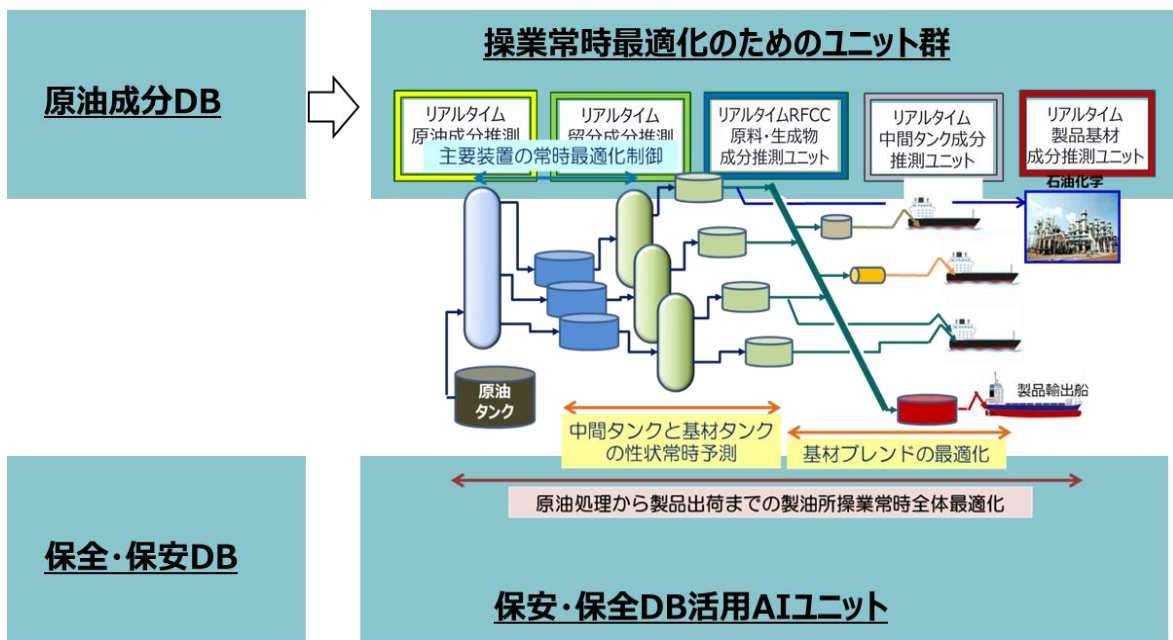 操業常時最適化のためのユニット群
原油成分DB
リアルタイム
原油成分推測
リアルタイム
留分成分推測
主要装置の常時最適化制御
リアルタイムRFCC
原料・生成物
成分推測ユニット
リアルタイム
中間タンク成分
推測ユニット
リアルタイム
製品基材
成分推測ユニット
石油化学
原油
タンク
製品輸出船
中間タンクと基材タンク
の性状常時予測
基材ブレンドの最適化
原油処理から製品出荷までの製油所操業常時全体最適化
保全・保安DB
保安・保全DB活用AIユニット